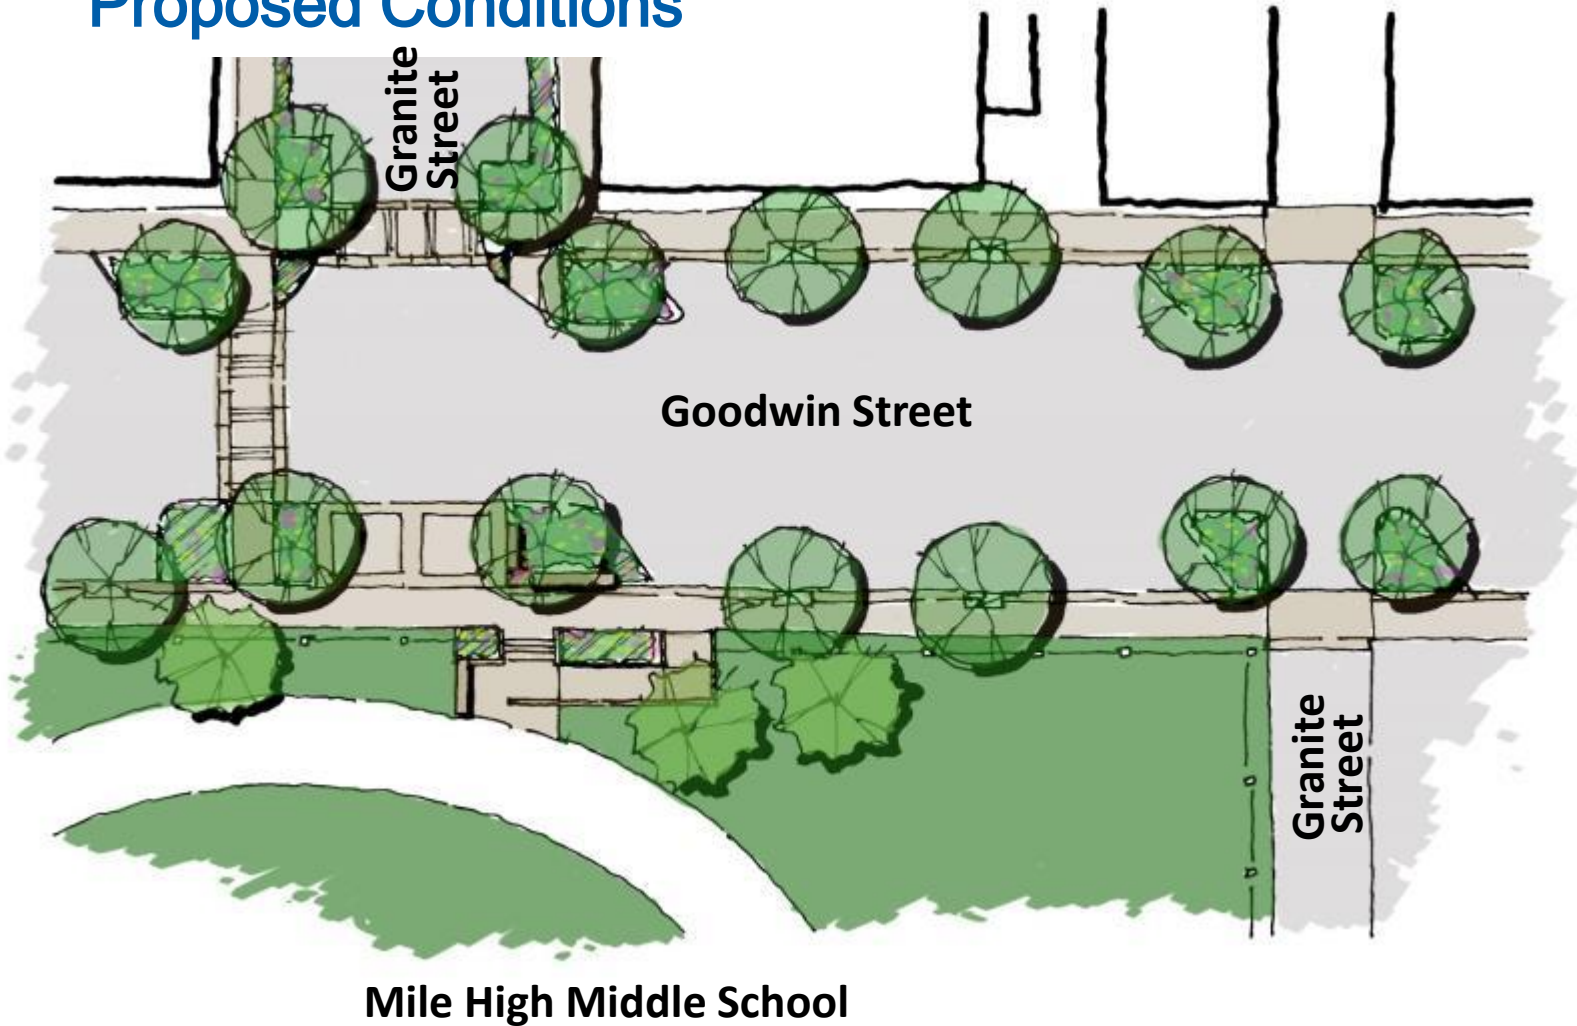 Proposed Conditions
Granite
Street
Goodwin Street
Granite
Street
Mile High Middle School